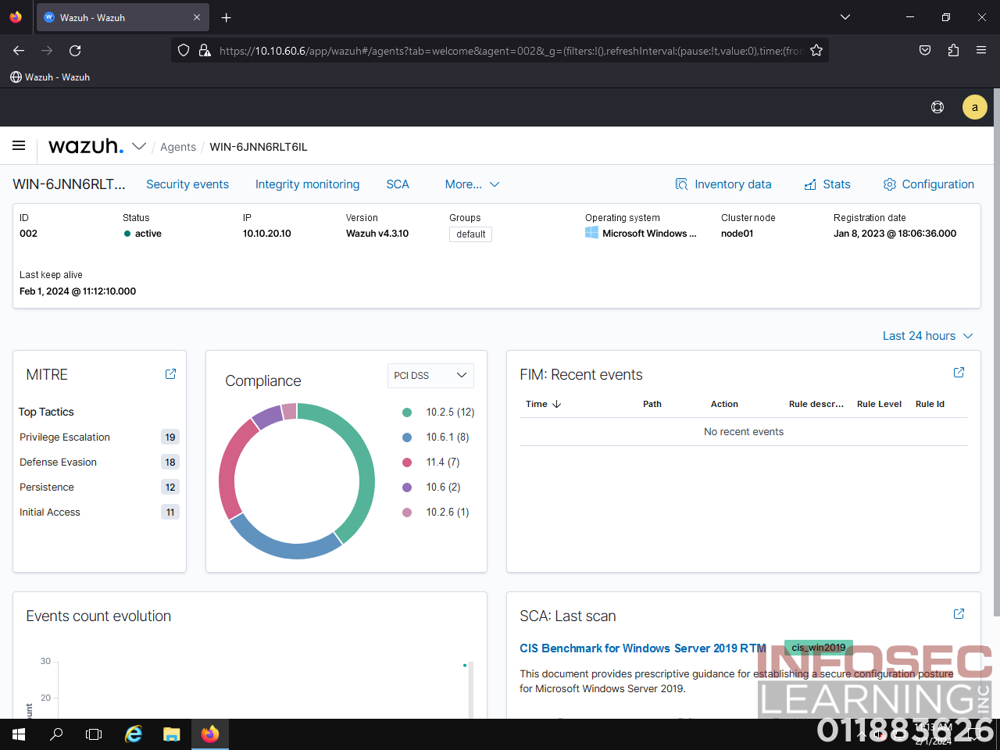 Wazuh - Wazuh
https://10.10.60.6/app/wazuh#/agents?tab=welcome&agent=002&_g=(filters:!(),refreshInterval:(pause:!t,value:0),time:(fron
Wazuh - Wazuh
a
wazuh. / Agents / WIN-6JNN6RLT6IL
WIN-6JNN6RLT... Security events Integrity monitoring SCA More... Inventory data Stats Configuration
ID Status IP Version Groups Operating system Cluster node Registration date
002 active 10.10.20.10 Wazuh v4.3.10 default Microsoft Windows ... node01 Jan 8, 2023 @ 18:06:36.000
Last keep alive
Feb 1, 2024 @ 11:12:10.000
Last 24 hours
MITRE
Top Tactics
Privilege Escalation 19
Defense Evasion 18
Persistence 12
Initial Access 11
Compliance PCI DSS
10.2.5 (12)
10.6.1 (8)
11.4 (7)
10.6 (2)
10.2.6 (1)
FIM: Recent events
Time Path Action Rule descr... Rule Level Rule Id
No recent events
Events count evolution
30
20
SCA: Last scan
CIS Benchmark for Windows Server 2019 RTM cis_win2019
This document provides prescriptive guidance for establishing a secure configuration posture
for Microsoft Windows Server 2019.
INFOSEC
LEARNING INC
011883626
11:13 AM
2/1/2024